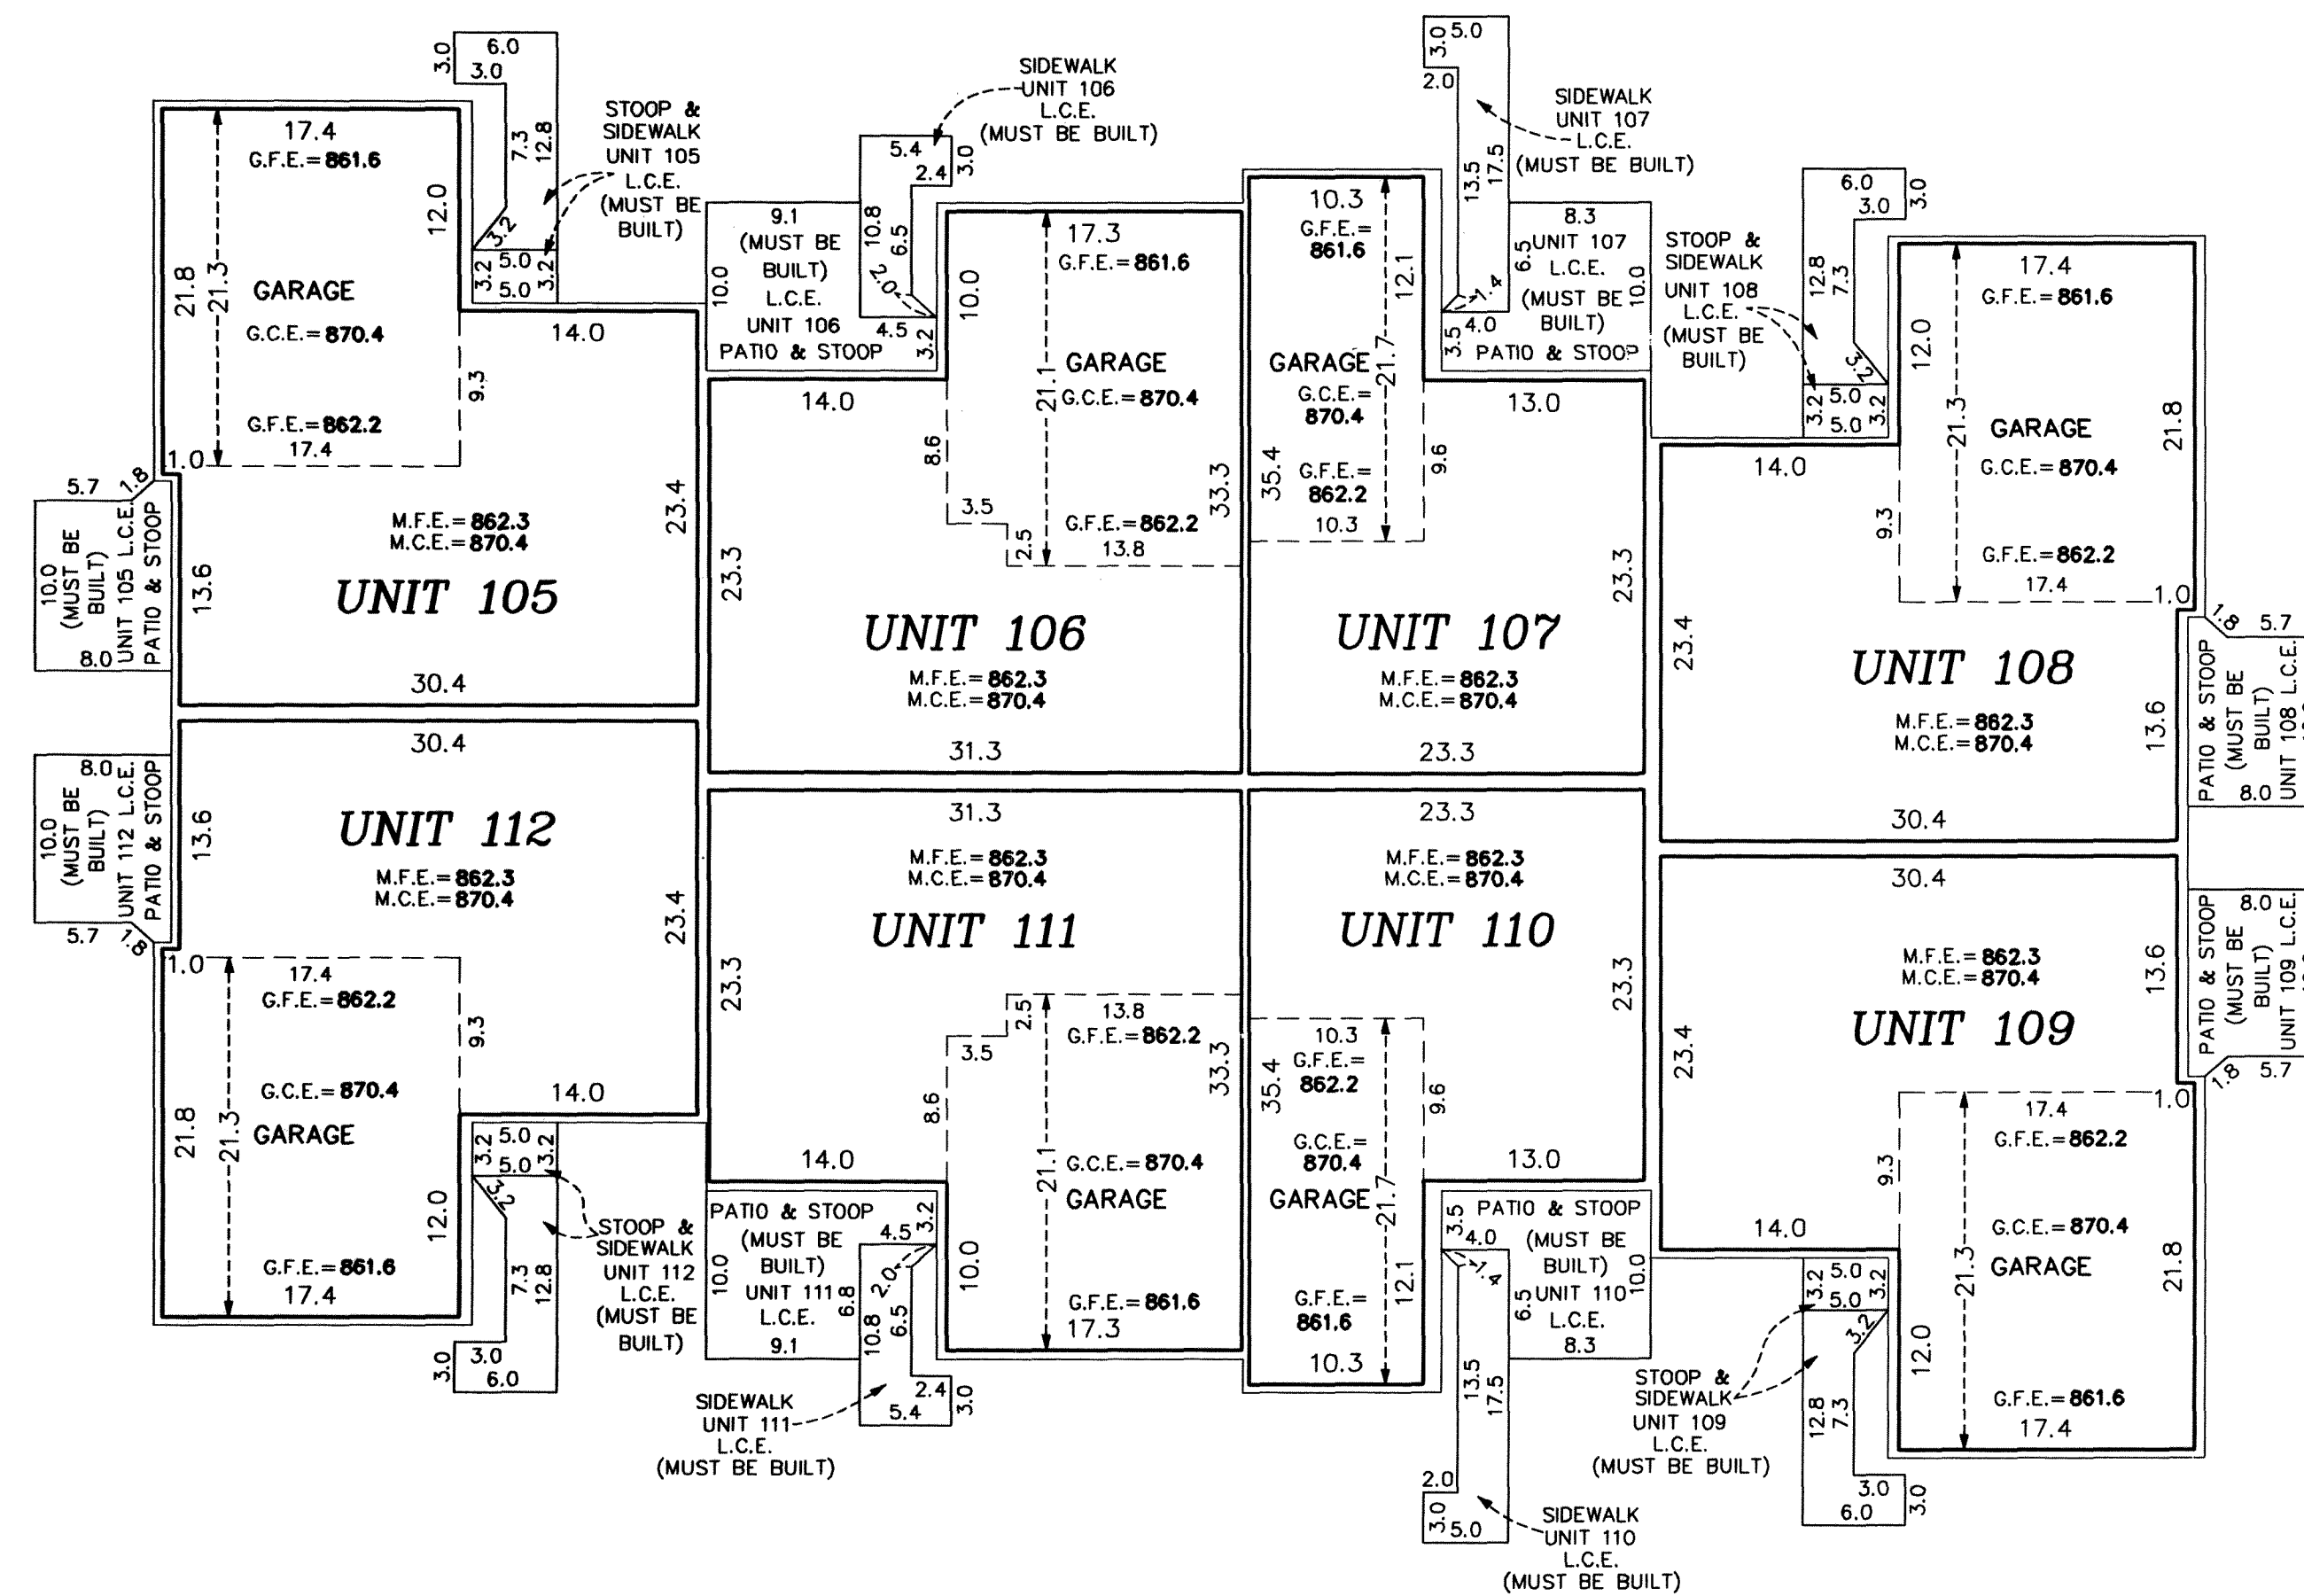 3.0
6.0
3.0
7.3
12.8
3.2
5.0
3.2
3.2
5.0
STOOP &
SIDEWALK
UNIT 105
L.C.E.
(MUST BE
BUILT)
17.4
G.F.E.=861.6
12.0
21.8
21.3
GARAGE
G.C.E.=870.4
14.0
9.3
G.F.E.=862.2
17.4
1.0
5.7
1.8
10.0
(MUST BE
BUILT)
UNIT 105 L.C.E.
PATIO & STOOP
8.0
13.6
M.F.E.=862.3
M.C.E.=870.4
23.4
UNIT 105
30.4
SIDEWALK
UNIT 106
L.C.E.
(MUST BE BUILT)
5.4
2.4
3.0
10.8
6.5
2.0
4.5
3.2
9.1
(MUST BE
BUILT)
L.C.E.
UNIT 106
PATIO & STOOP
10.0
10.0
17.3
G.F.E.=861.6
GARAGE
21.1
G.C.E.=870.4
14.0
8.6
3.5
2.5
G.F.E.=862.2
13.8
33.3
23.3
UNIT 106
M.F.E.=862.3
M.C.E.=870.4
31.3
3.0
5.0
2.0
13.5
17.5
SIDEWALK
UNIT 107
L.C.E.
(MUST BE BUILT)
1.4
4.0
3.5
8.3
6.5
UNIT 107
L.C.E.
(MUST BE
BUILT)
PATIO & STOOP
10.0
10.3
G.F.E.=
861.6
12.1
GARAGE
21.7
G.C.E.=
870.4
13.0
35.4
G.F.E.=
862.2
10.3
9.6
23.3
UNIT 107
M.F.E.=862.3
M.C.E.=870.4
23.3
6.0
3.0
3.0
12.8
7.3
3.2
5.0
3.2
3.2
5.0
STOOP &
SIDEWALK
UNIT 108
L.C.E.
(MUST BE
BUILT)
17.4
G.F.E.=861.6
12.0
21.3
21.8
GARAGE
G.C.E.=870.4
14.0
9.3
G.F.E.=862.2
17.4
1.0
1.8
5.7
23.4
UNIT 108
M.F.E.=862.3
M.C.E.=870.4
13.6
PATIO & STOOP
(MUST BE
BUILT)
UNIT 108 L.C.E.
8.0
30.4
30.4
8.0
10.0
(MUST BE
BUILT)
UNIT 112 L.C.E.
PATIO & STOOP
13.6
UNIT 112
M.F.E.=862.3
M.C.E.=870.4
23.4
5.7
1.8
1.0
17.4
G.F.E.=862.2
9.3
G.C.E.=870.4
21.8
21.3
GARAGE
14.0
12.0
G.F.E.=861.6
17.4
3.2
5.0
3.2
5.0
3.2
7.3
12.8
3.0
3.0
6.0
STOOP &
SIDEWALK
UNIT 112
L.C.E.
(MUST BE
BUILT)
31.3
M.F.E.=862.3
M.C.E.=870.4
UNIT 111
23.3
2.5
13.8
G.F.E.=862.2
3.5
8.6
33.3
14.0
21.1
G.C.E.=870.4
GARAGE
10.0
G.F.E.=861.6
17.3
PATIO & STOOP
(MUST BE
BUILT)
UNIT 111
L.C.E.
9.1
10.0
6.8
3.2
4.5
2.0
10.8
6.5
2.4
5.4
3.0
SIDEWALK
UNIT 111
L.C.E.
(MUST BE BUILT)
23.3
M.F.E.=862.3
M.C.E.=870.4
UNIT 110
23.3
10.3
G.F.E.=
862.2
35.4
9.6
G.C.E.=
870.4
13.0
GARAGE
21.7
12.1
G.F.E.=
861.6
10.3
3.5
PATIO & STOOP
4.0
1.4
(MUST BE
BUILT)
6.5
UNIT 110
L.C.E.
8.3
10.0
13.5
17.5
2.0
3.0
5.0
SIDEWALK
UNIT 110
L.C.E.
(MUST BE BUILT)
30.4
M.F.E.=862.3
M.C.E.=870.4
UNIT 109
13.6
8.0
PATIO & STOOP
(MUST BE
BUILT)
UNIT 109 L.C.E.
1.8
5.7
23.4
1.0
17.4
G.F.E.=862.2
9.3
G.C.E.=870.4
14.0
21.3
GARAGE
21.8
12.0
G.F.E.=861.6
17.4
3.2
5.0
3.2
5.0
3.2
12.8
7.3
3.0
6.0
3.0
STOOP &
SIDEWALK
UNIT 109
L.C.E.
(MUST BE BUILT)